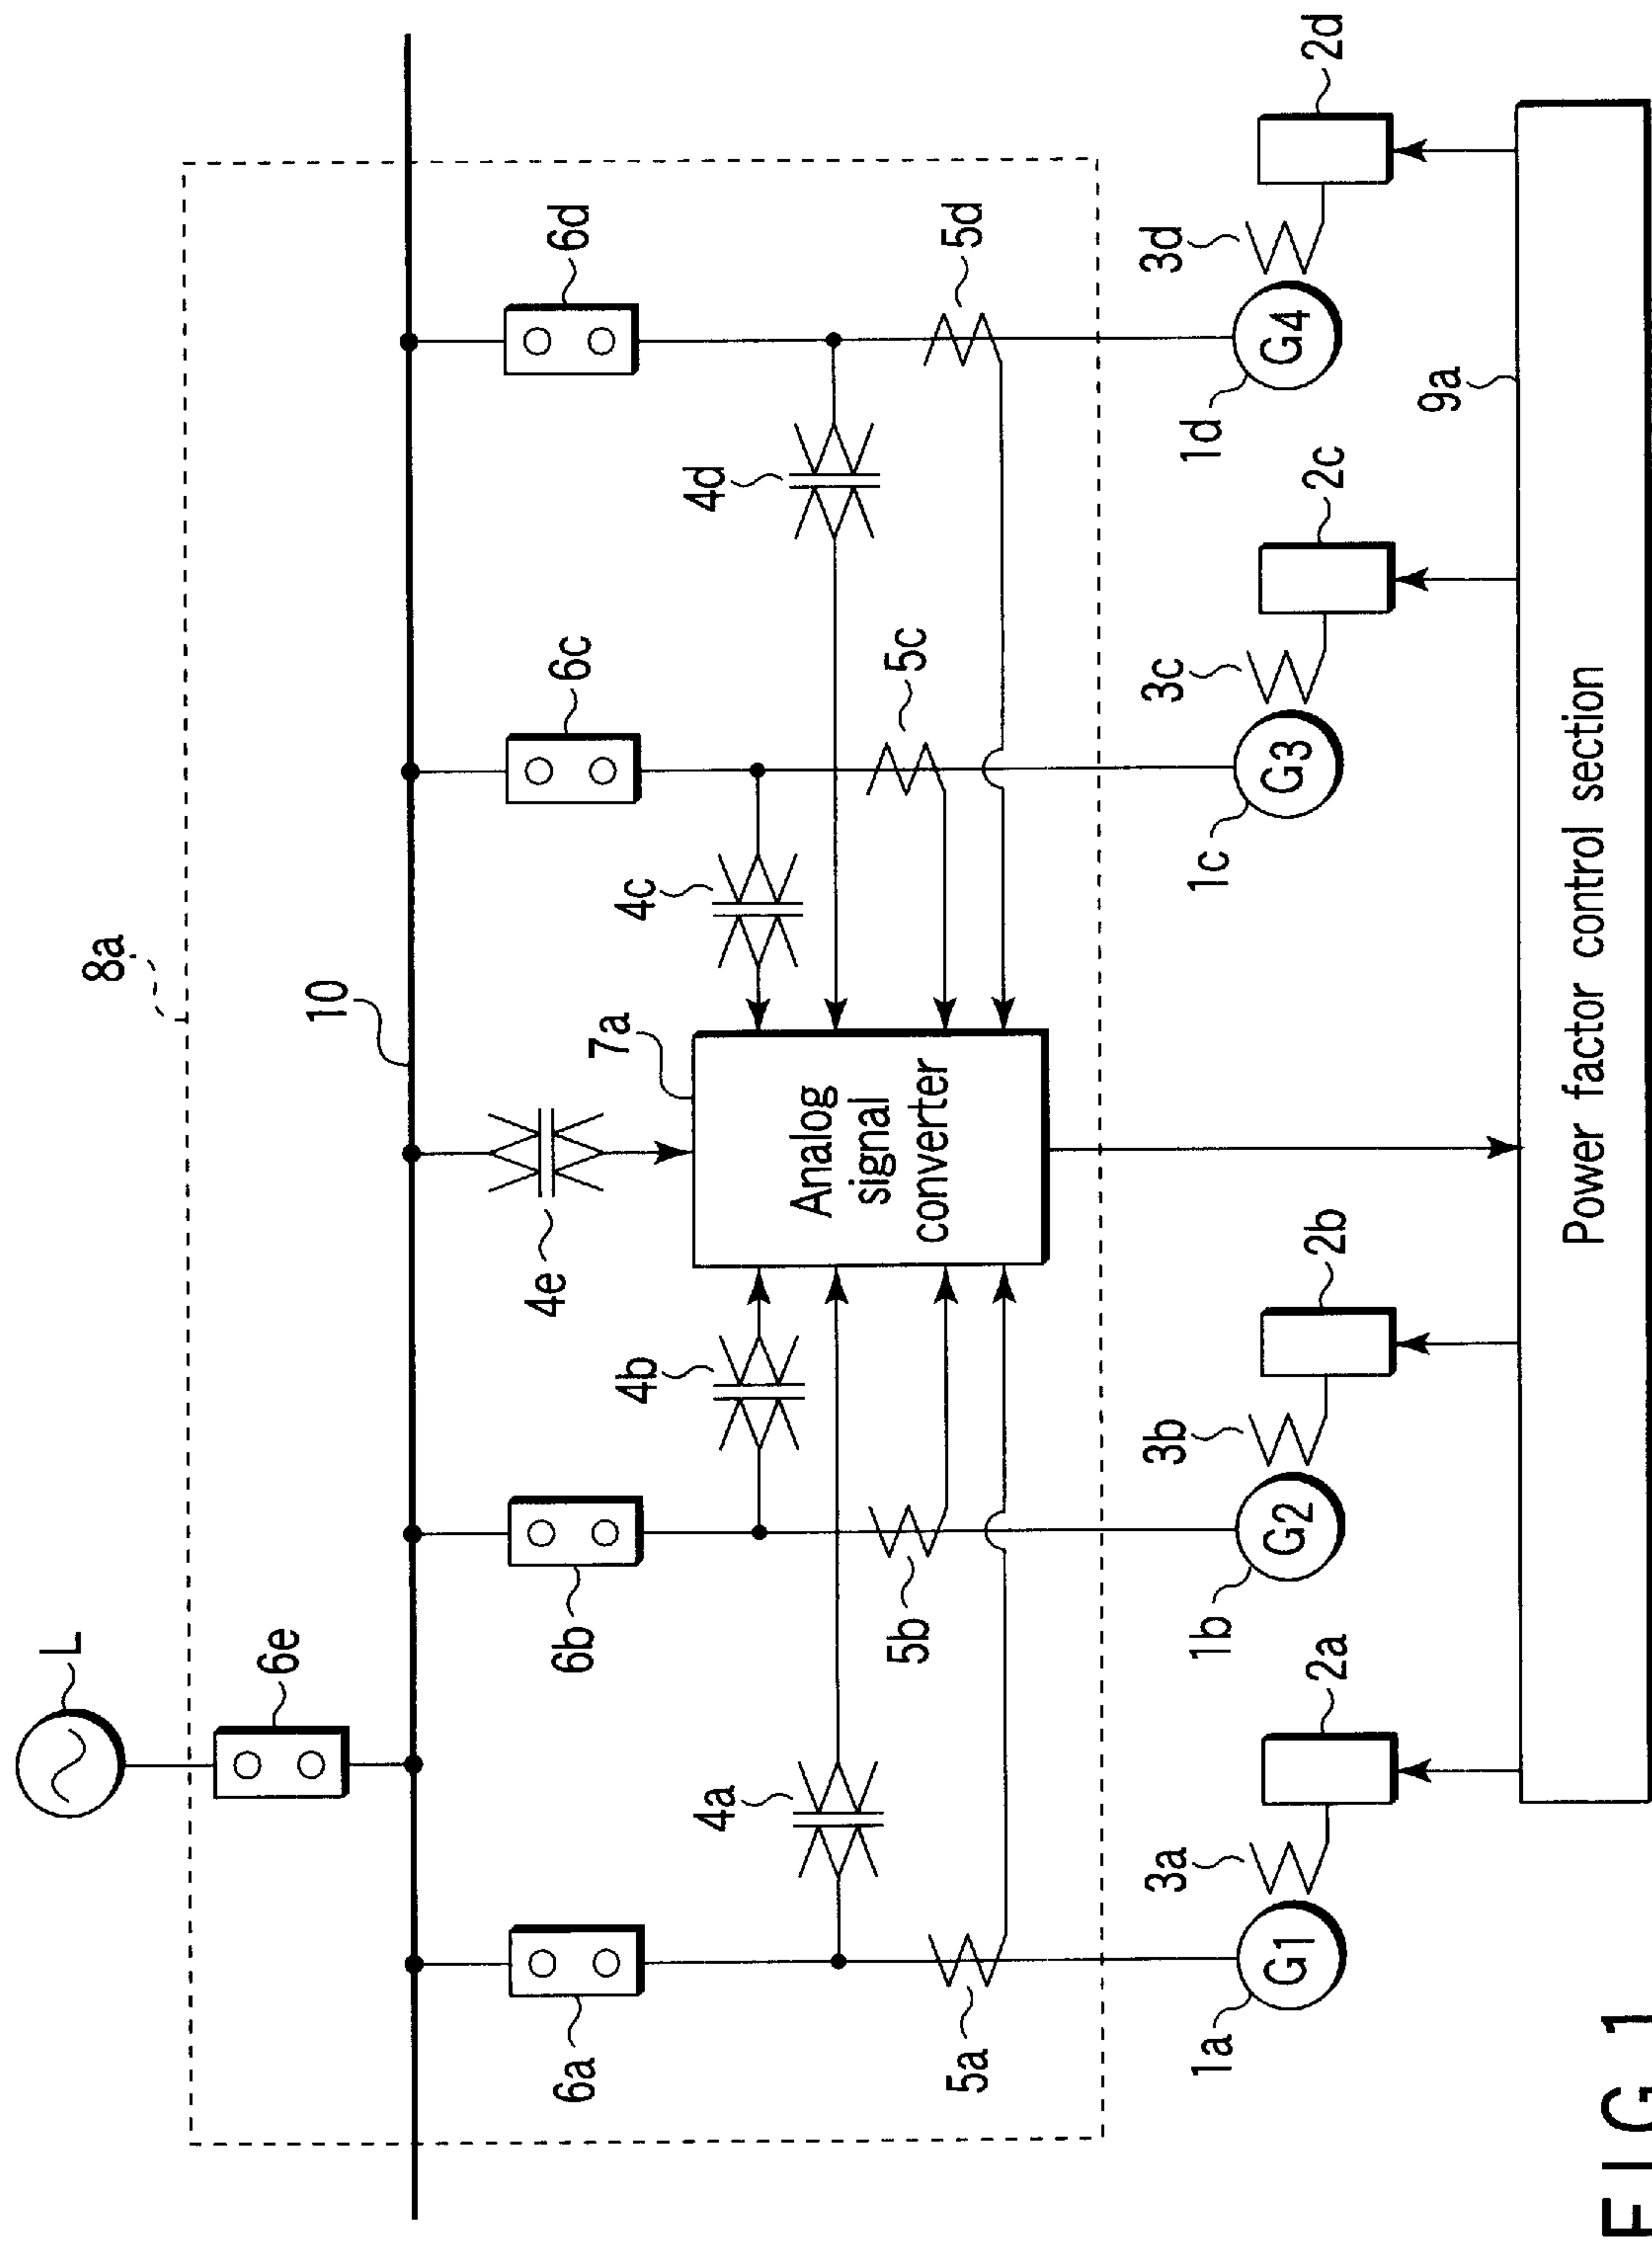 L
6e
8a
10
6a
6b
6c
6d
4e
4a
4b
4c
4d
7a
Analog
signal
converter
5a
5b
5c
5d
1a
G1
3a
2a
1b
G2
3b
2b
1c
G3
3c
2c
1d
G4
3d
2d
9a
Power factor control section
FIG. 1